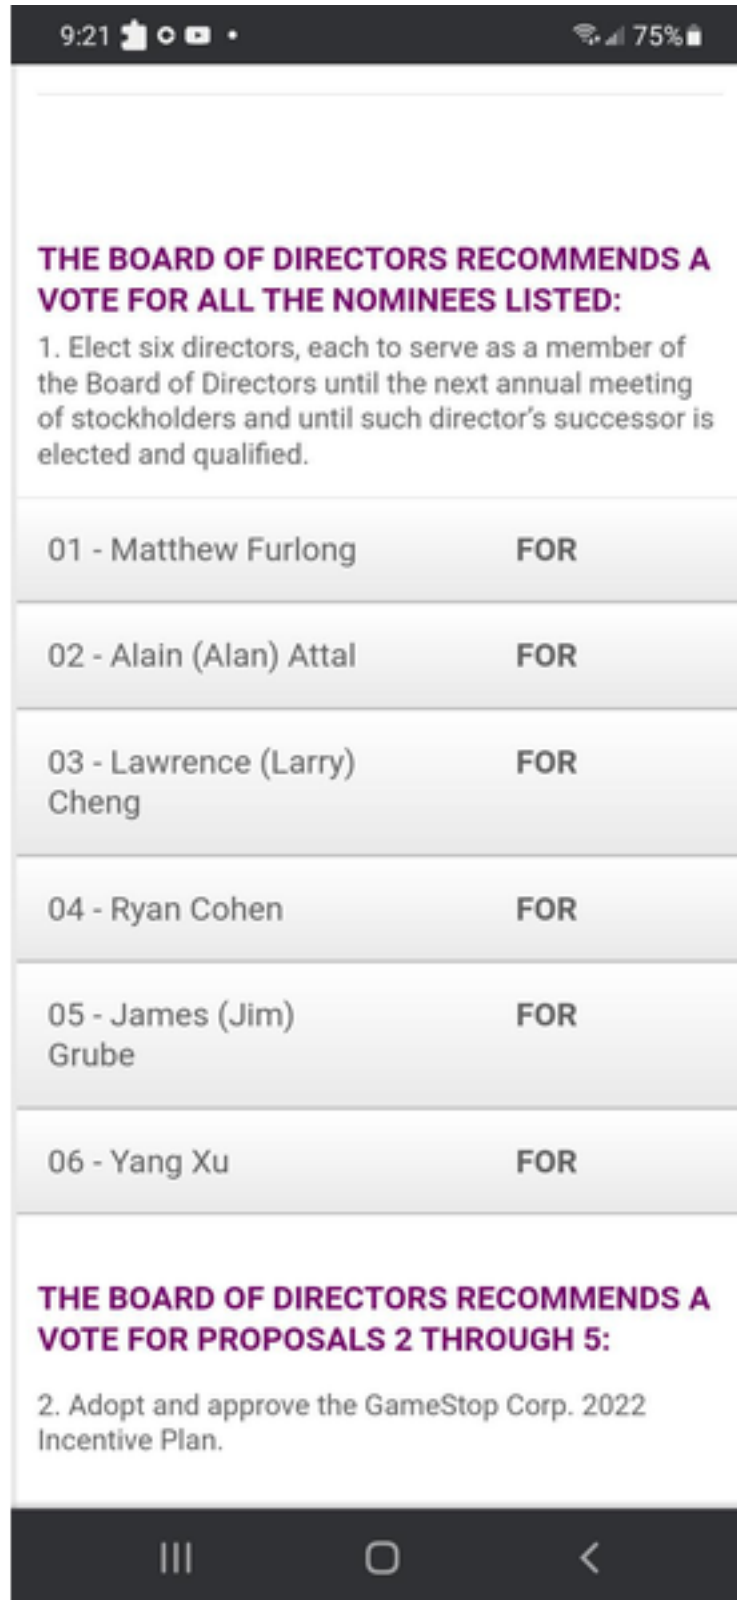 9:21 75%
THE BOARD OF DIRECTORS RECOMMENDS A
VOTE FOR ALL THE NOMINEES LISTED:
1. Elect six directors, each to serve as a member of
the Board of Directors until the next annual meeting
of stockholders and until such director's successor is
elected and qualified.
01 - Matthew Furlong FOR
02 - Alain (Alan) Attal FOR
03 - Lawrence (Larry) FOR
Cheng
04 - Ryan Cohen FOR
05 - James (Jim) FOR
Grube
06 - Yang Xu FOR
THE BOARD OF DIRECTORS RECOMMENDS A
VOTE FOR PROPOSALS 2 THROUGH 5:
2. Adopt and approve the GameStop Corp. 2022
Incentive Plan.